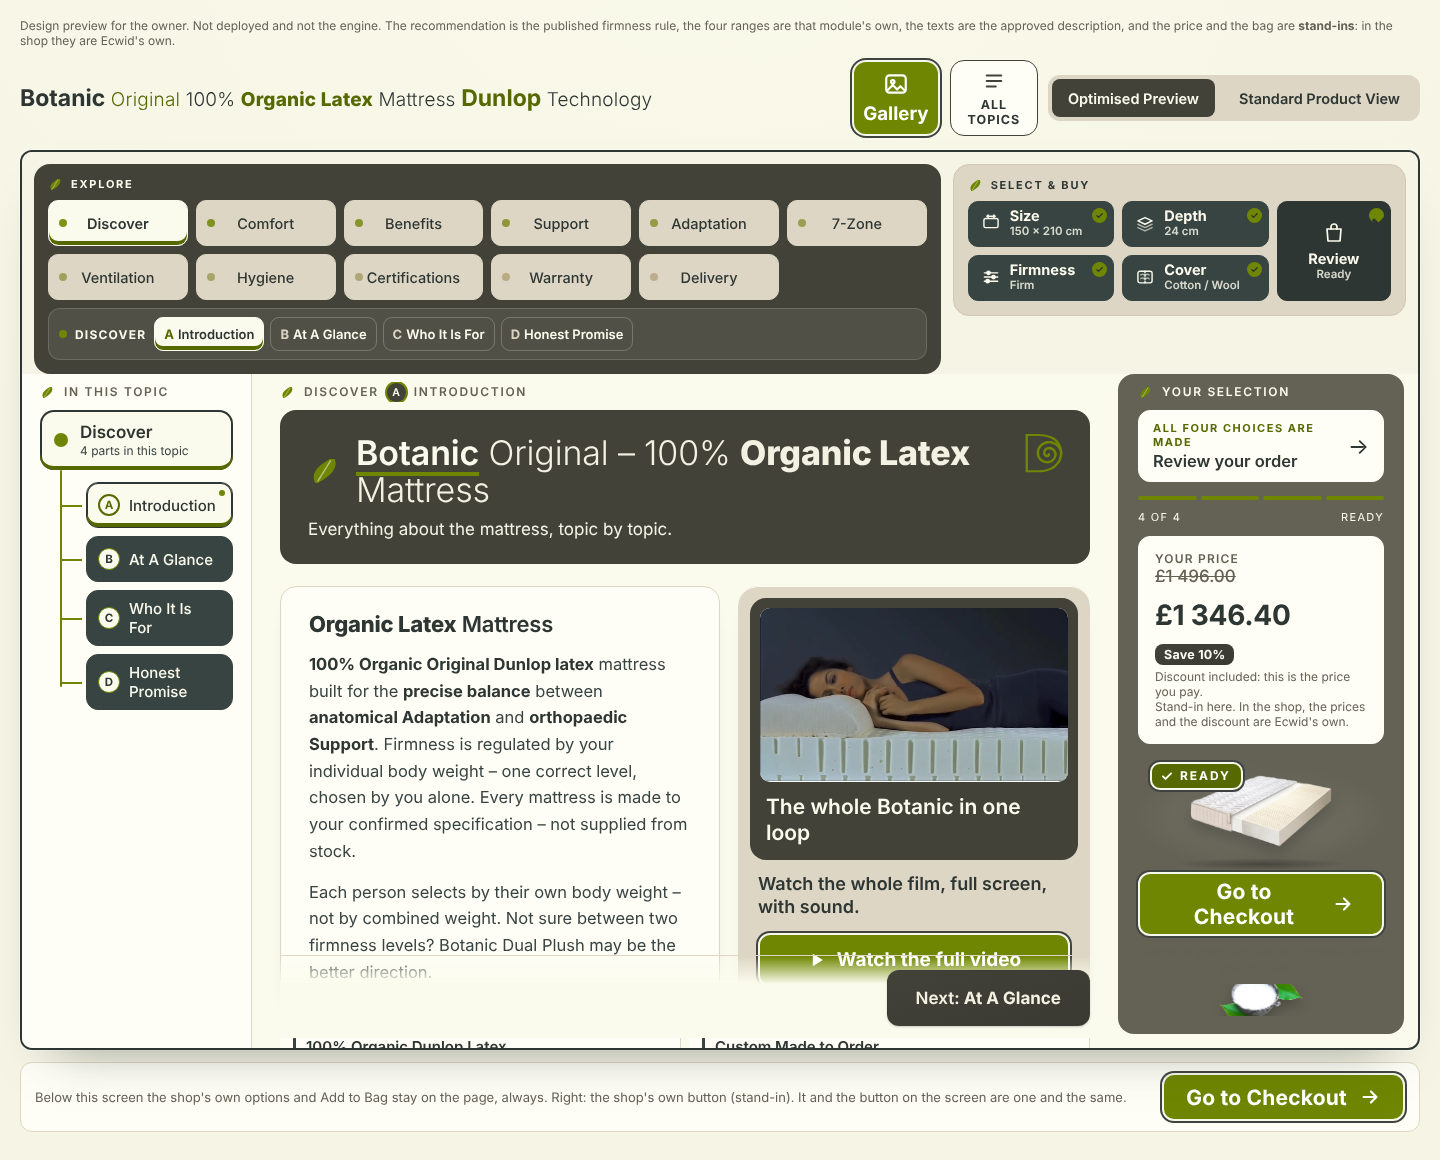 Design preview for the owner. Not deployed and not the engine. The recommendation is the published firmness rule, the four ranges are that module's own, the texts are the approved description, and the price and the bag are stand-ins: in the
shop they are Ecwid's own.
Botanic Original 100% Organic Latex Mattress Dunlop Technology
Gallery
ALL
TOPICS
Optimised Preview
Standard Product View
EXPLORE
Discover
Comfort
Benefits
Support
Adaptation
7-Zone
Ventilation
Hygiene
Certifications
Warranty
Delivery
DISCOVER
A Introduction
B At A Glance
C Who It Is For
D Honest Promise
SELECT & BUY
Size
150 × 210 cm
Depth
24 cm
Firmness
Firm
Cover
Cotton / Wool
Review
Ready
IN THIS TOPIC
Discover
4 parts in this topic
A Introduction
B At A Glance
C Who It Is
For
D Honest
Promise
DISCOVER A INTRODUCTION
Botanic Original – 100% Organic Latex
Mattress
Everything about the mattress, topic by topic.
Organic Latex Mattress
100% Organic Original Dunlop latex mattress
built for the precise balance between
anatomical Adaptation and orthopaedic
Support. Firmness is regulated by your
individual body weight – one correct level,
chosen by you alone. Every mattress is made to
your confirmed specification – not supplied from
stock.
Each person selects by their own body weight –
not by combined weight. Not sure between two
firmness levels? Botanic Dual Plush may be the
better direction.
The whole Botanic in one
loop
Watch the whole film, full screen,
with sound.
Watch the full video
Next: At A Glance
100% Organic Dunlop Latex
Custom Made to Order
YOUR SELECTION
ALL FOUR CHOICES ARE
MADE
Review your order
4 OF 4
READY
YOUR PRICE
£1 496.00
£1 346.40
Save 10%
Discount included: this is the price
you pay.
Stand-in here. In the shop, the prices
and the discount are Ecwid's own.
READY
Go to
Checkout
Below this screen the shop's own options and Add to Bag stay on the page, always. Right: the shop's own button (stand-in). It and the button on the screen are one and the same.
Go to Checkout